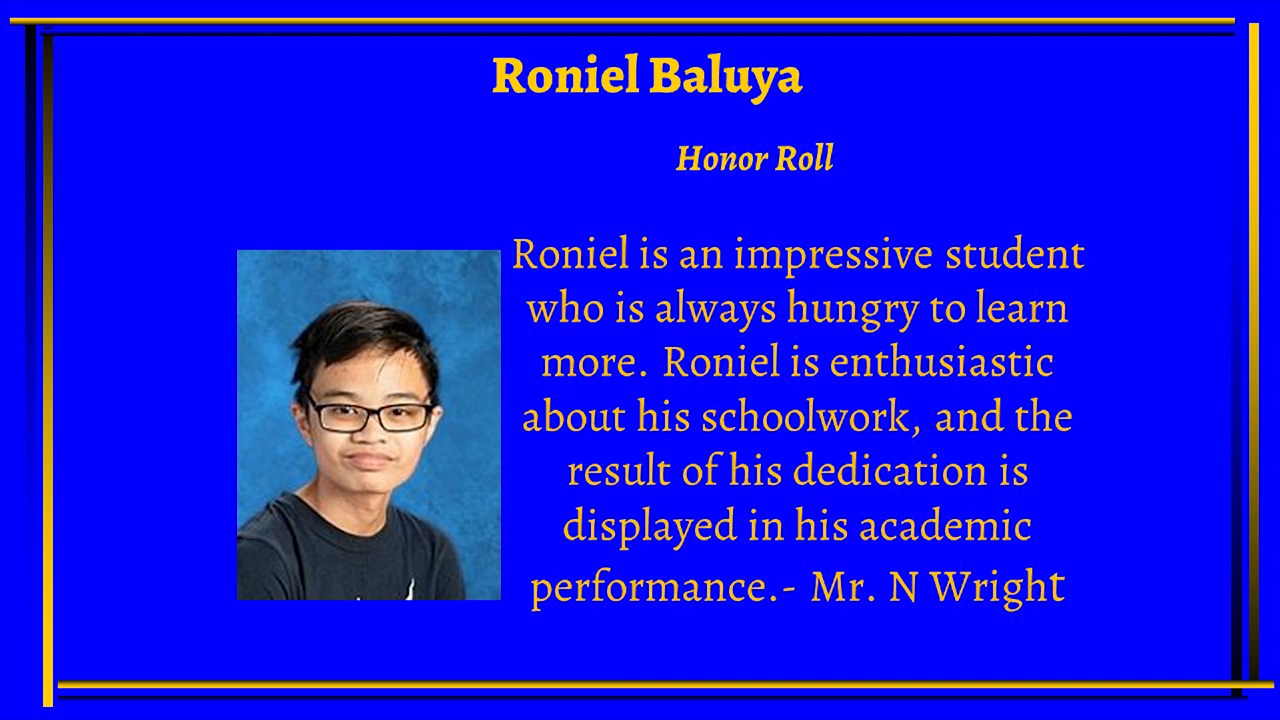 Roniel Baluya
Honor Roll
Roniel is an impressive student
who is always hungry to learn
more. Roniel is enthusiastic
about his schoolwork, and the
result of his dedication is
displayed in his academic
performance.- Mr. N Wright